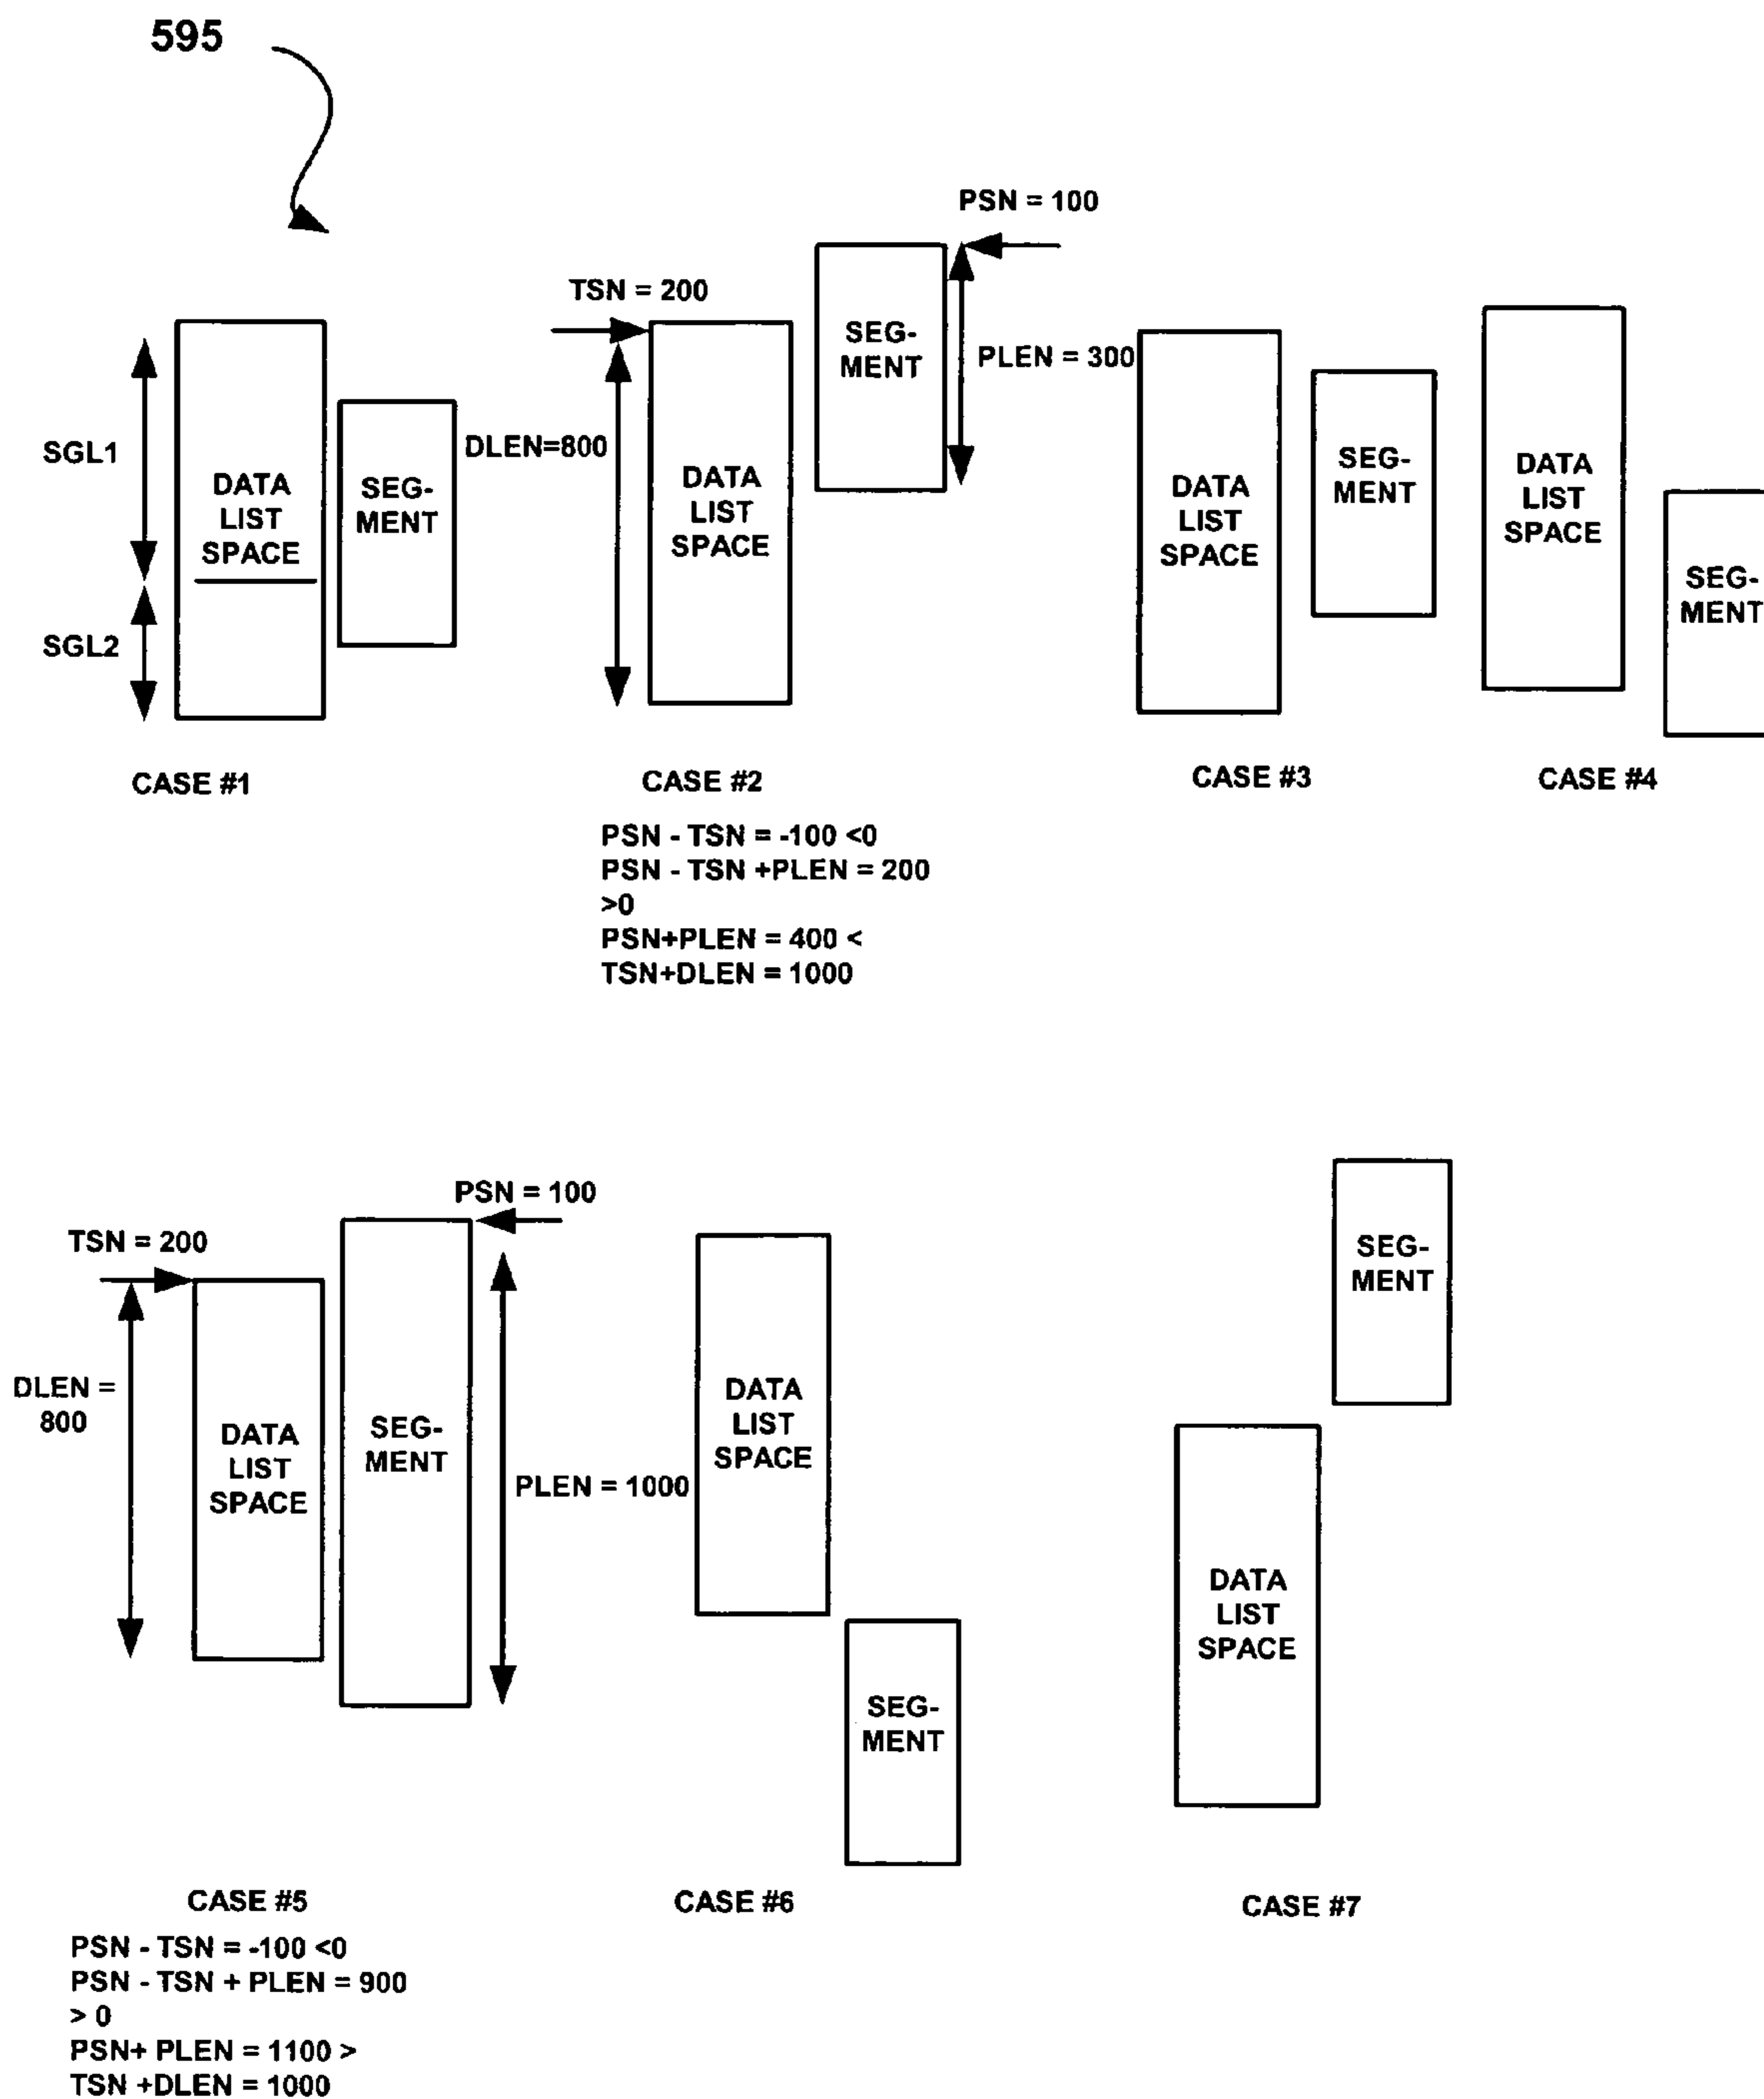 595
PSN = 100
TSN = 200
SEG-
MENT
PLEN = 300
DLEN=800
SGL1
SGL2
DATA
LIST
SPACE
SEG-
MENT
DATA
LIST
SPACE
DATA
LIST
SPACE
SEG-
MENT
DATA
LIST
SPACE
SEG-
MENT
CASE #1
CASE #2
CASE #3
CASE #4
PSN - TSN = -100 <0
PSN - TSN +PLEN = 200
>0
PSN+PLEN = 400 <
TSN+DLEN = 1000
PSN = 100
TSN = 200
DLEN =
800
DATA
LIST
SPACE
SEG-
MENT
PLEN = 1000
DATA
LIST
SPACE
SEG-
MENT
SEG-
MENT
DATA
LIST
SPACE
CASE #5
CASE #6
CASE #7
PSN - TSN = -100 <0
PSN - TSN + PLEN = 900
> 0
PSN+ PLEN = 1100 >
TSN +DLEN = 1000